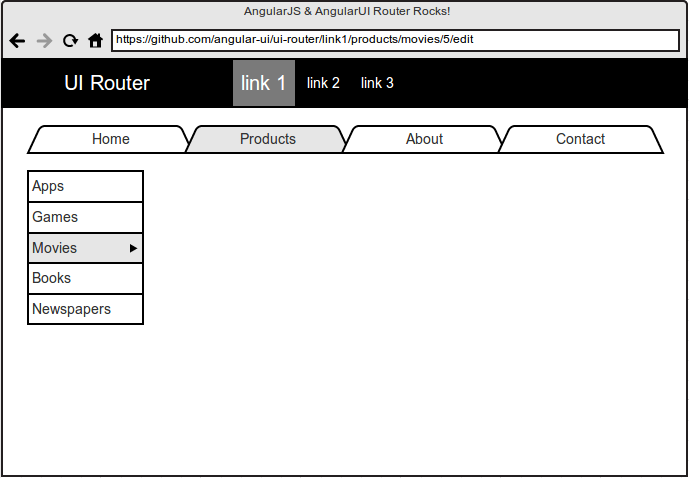 AngularJS & AngularUI Router Rocks!
https://github.com/angular-ui/ui-router/link1/products/movies/5/edit
UI Router link 1 link 2 link 3
Home Products About Contact
Apps
Games
Movies
Books
Newspapers